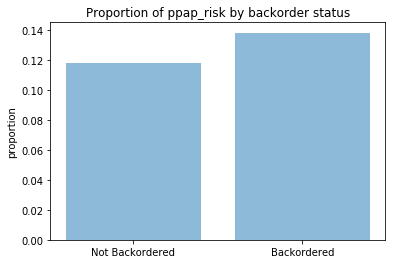 Proportion of ppap_risk by backorder status
proportion
0.14
0.12
0.10
0.08
0.06
0.04
0.02
0.00
Not Backordered
Backordered